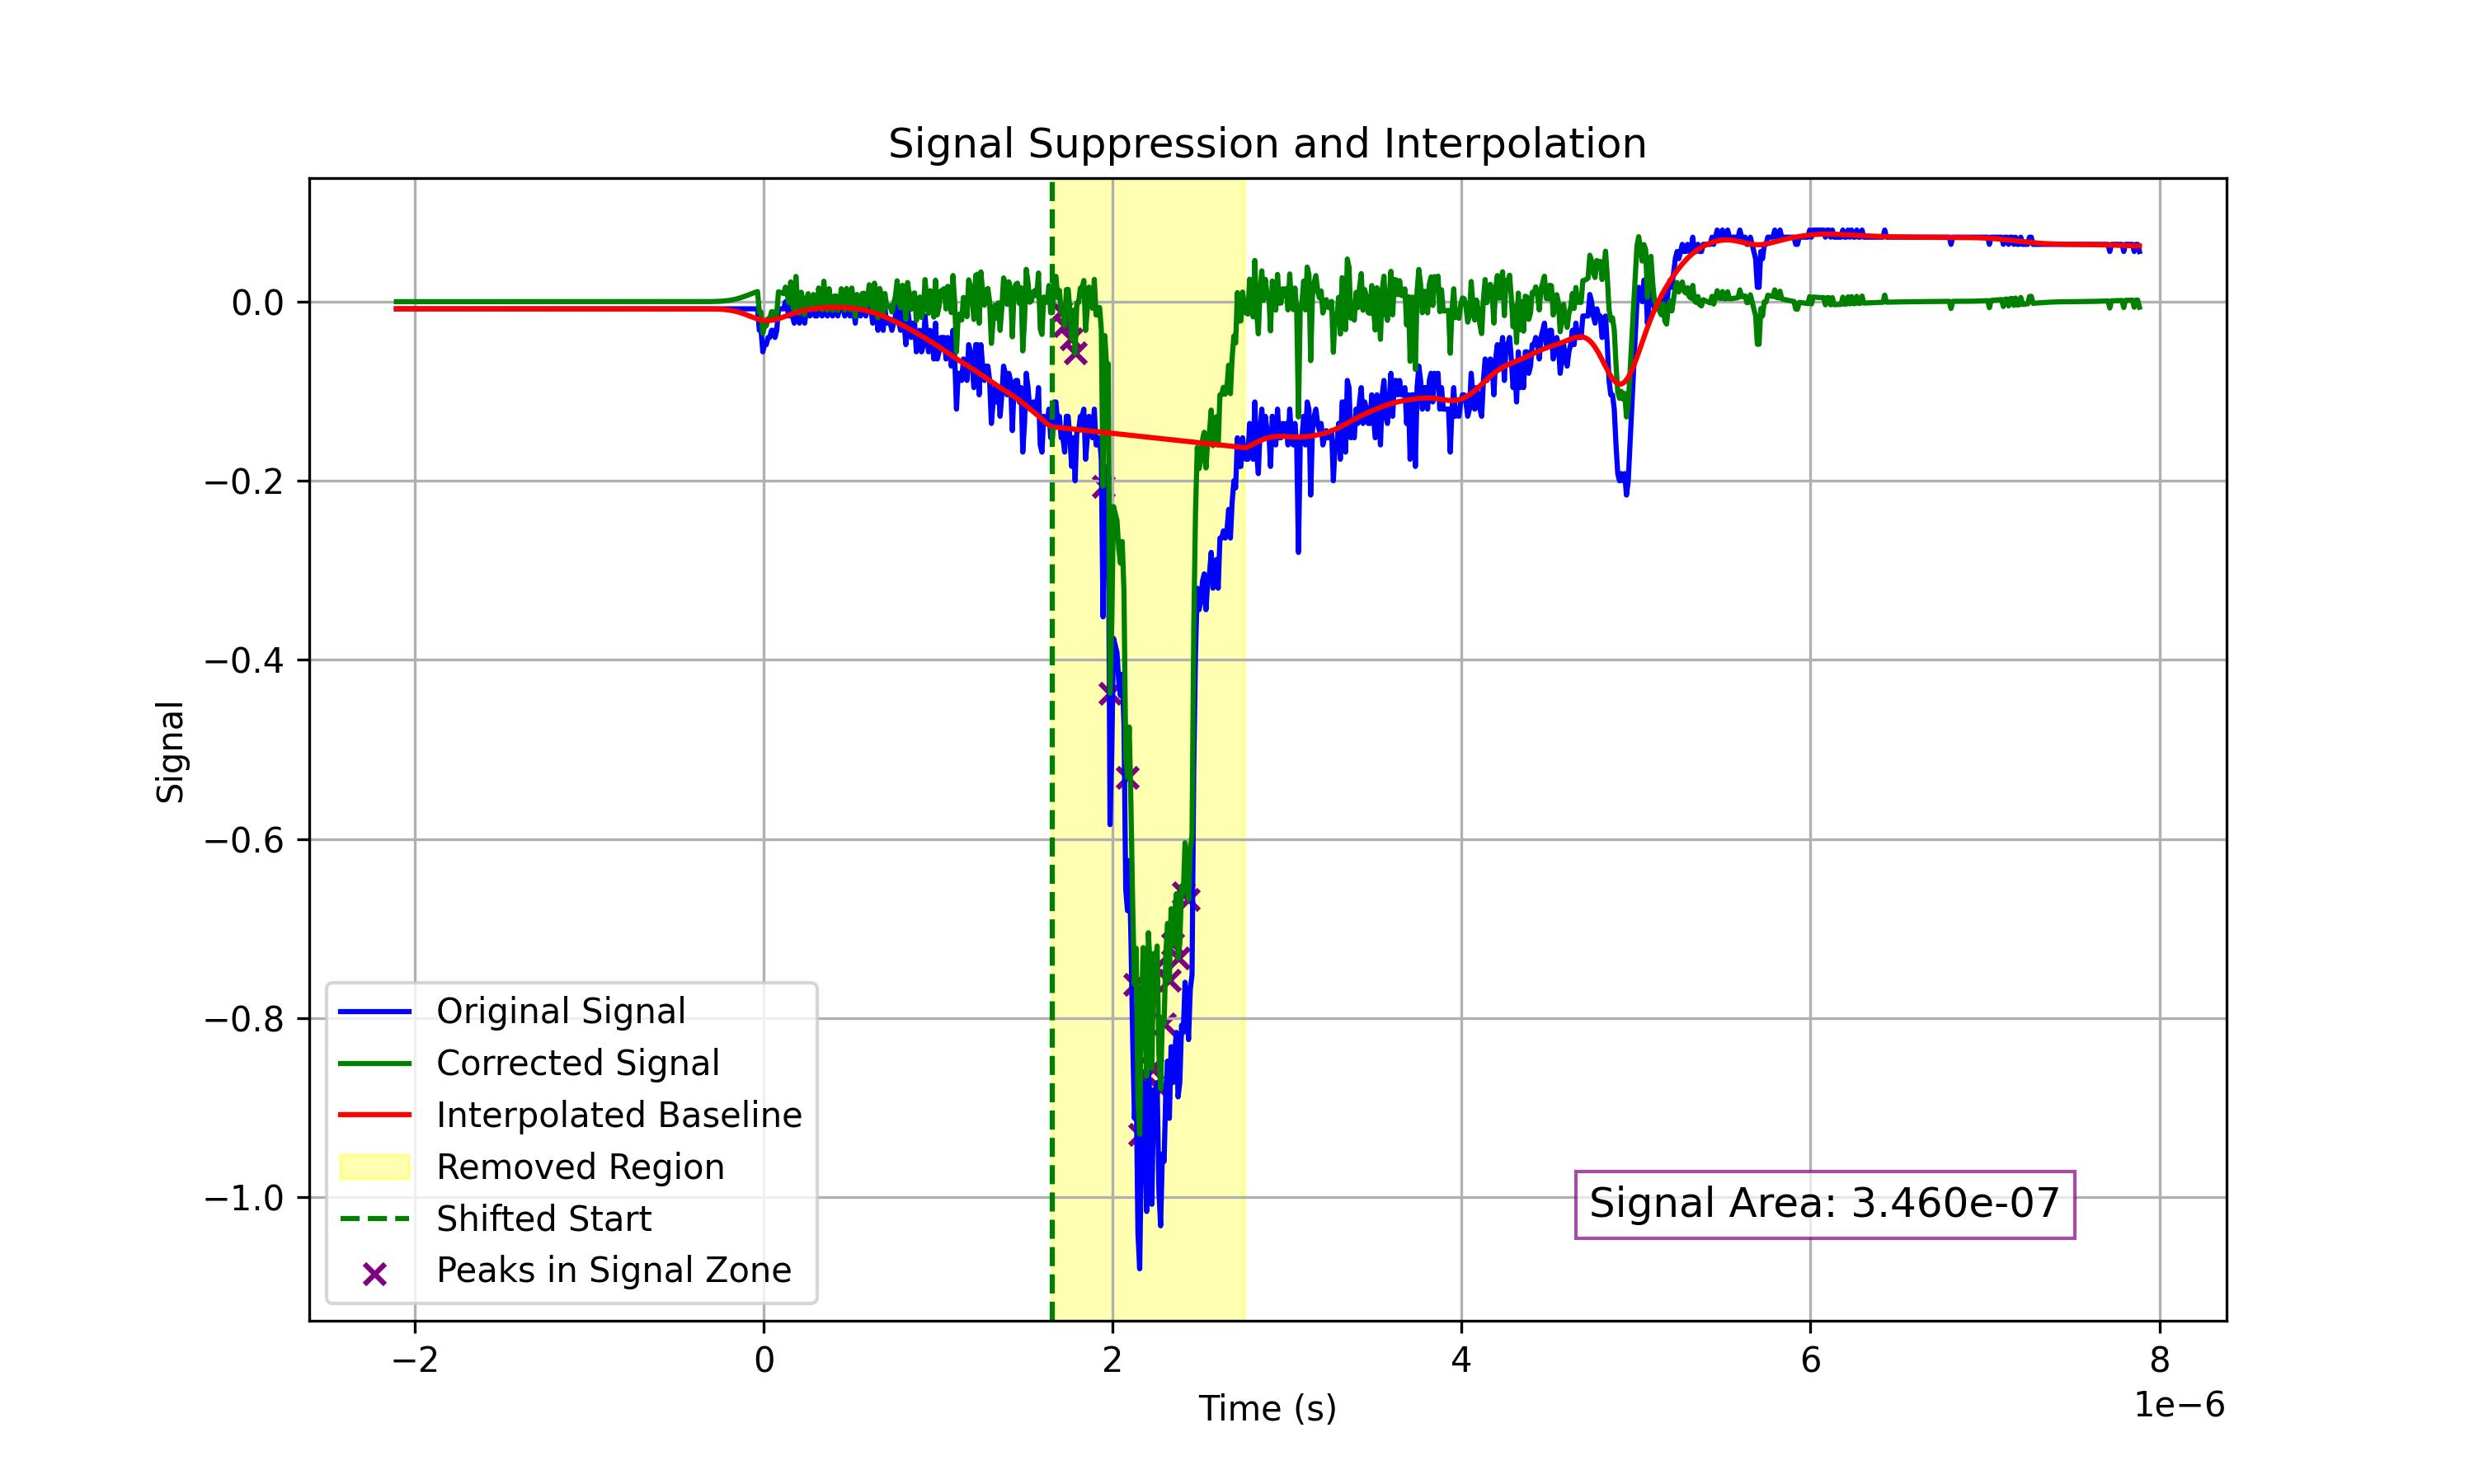 Signal Suppression and Interpolation
0.0
−0.2
−0.4
−0.6
−0.8
−1.0
Signal
Original Signal
Corrected Signal
Interpolated Baseline
Removed Region
Shifted Start
Peaks in Signal Zone
Signal Area: 3.460e-07
−2 0 2 4 6 8
1e−6
Time (s)